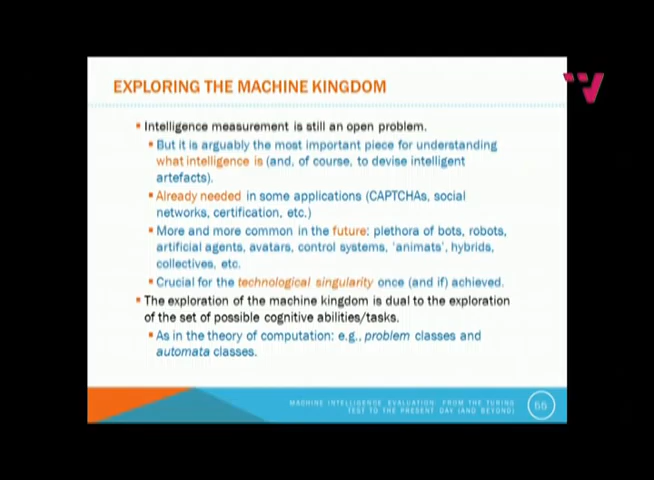 EXPLORING THE MACHINE KINGDOM
Intelligence measurement is still an open problem.
But it is arguably the most important piece for understanding
what intelligence is (and, of course, to devise intelligent
artefacts).
Already needed in some applications (CAPTCHAs, social
networks, certification, etc.)
More and more common in the future: plethora of bots, robots,
artificial agents, avatars, control systems, 'animats', hybrids,
collectives, etc.
Crucial for the technological singularity once (and if) achieved.
The exploration of the machine kingdom is dual to the exploration
of the set of possible cognitive abilities/tasks.
As in the theory of computation: e.g., problem classes and
automata classes.
MACHINE INTELLIGENCE EVALUATION: FROM THE TURING
TEST TO THE PRESENT DAY (AND BEYOND)